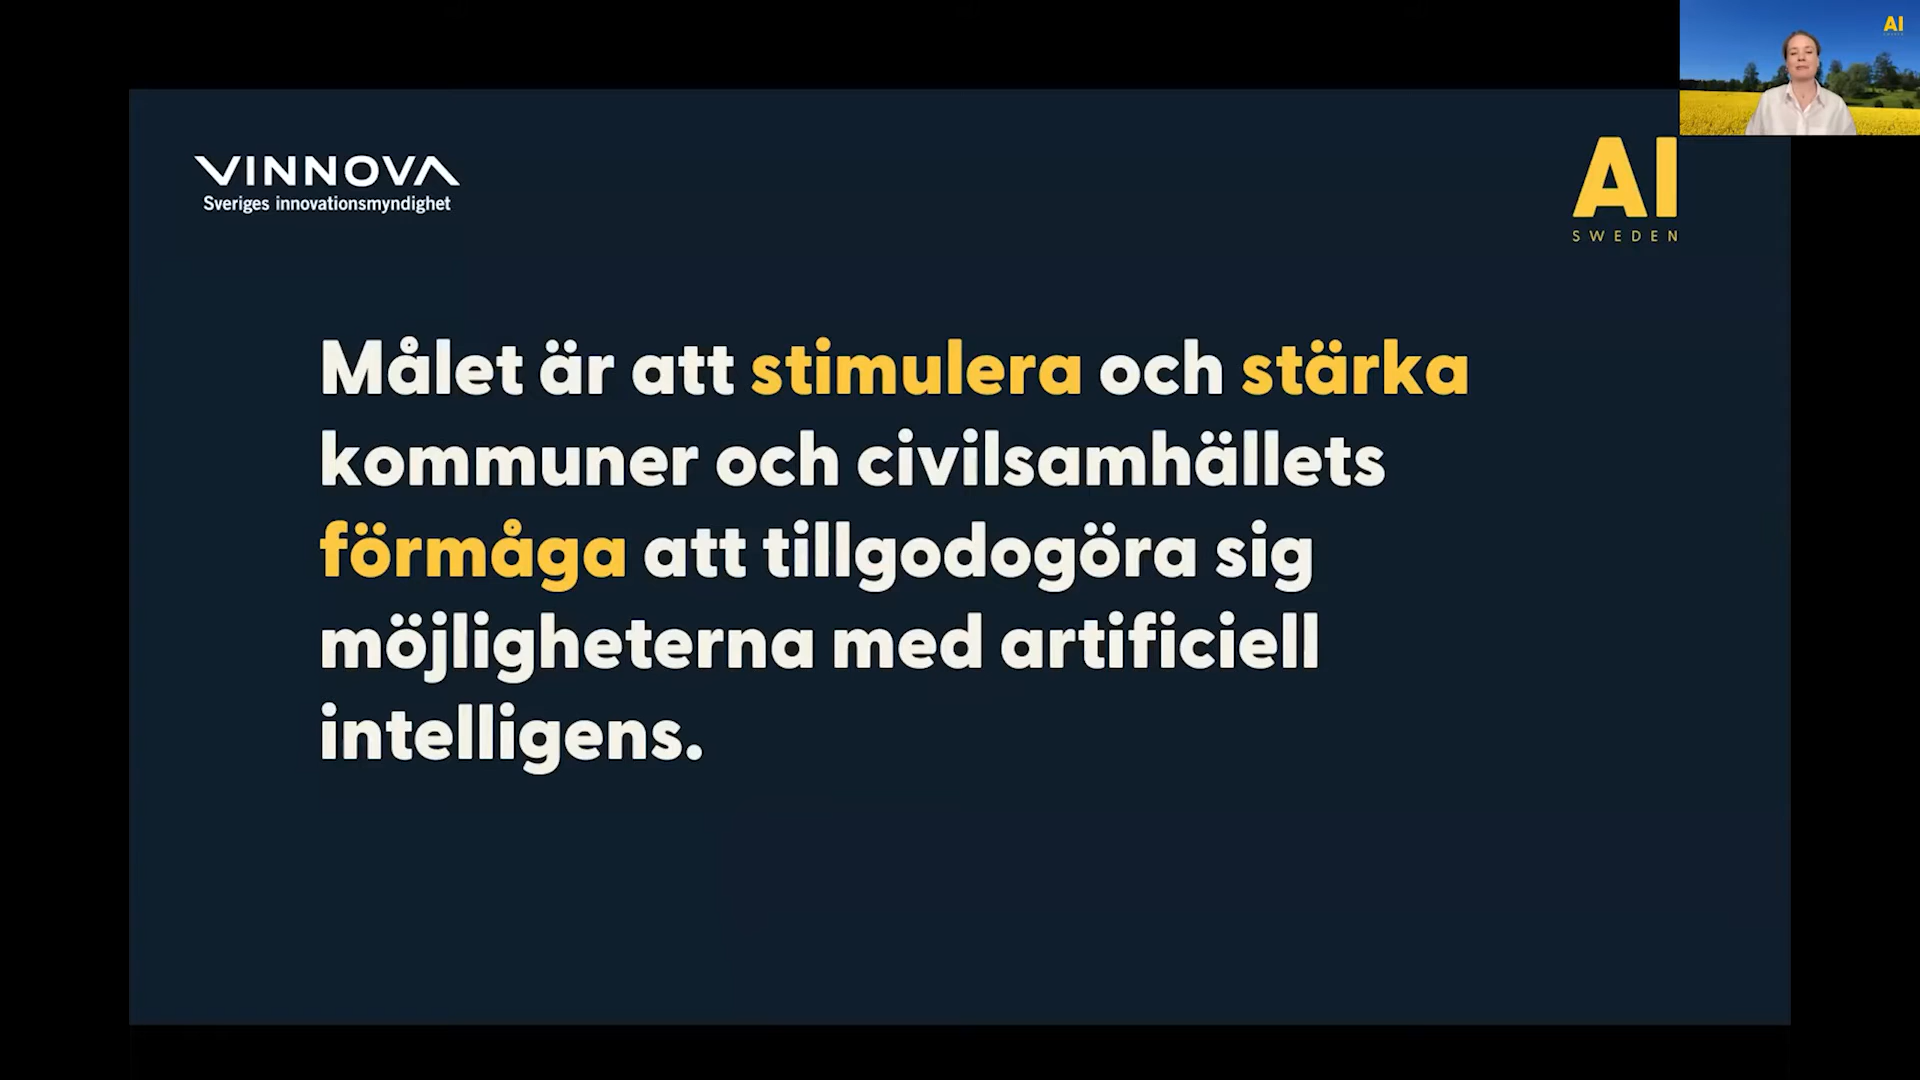 VINNOVA
Sveriges innovationsmyndighet
AI
AI
SWEDEN
Målet är att stimulera och stärka
kommuner och civilsamhällets
förmåga att tillgodogöra sig
möjligheterna med artificiell
intelligens.